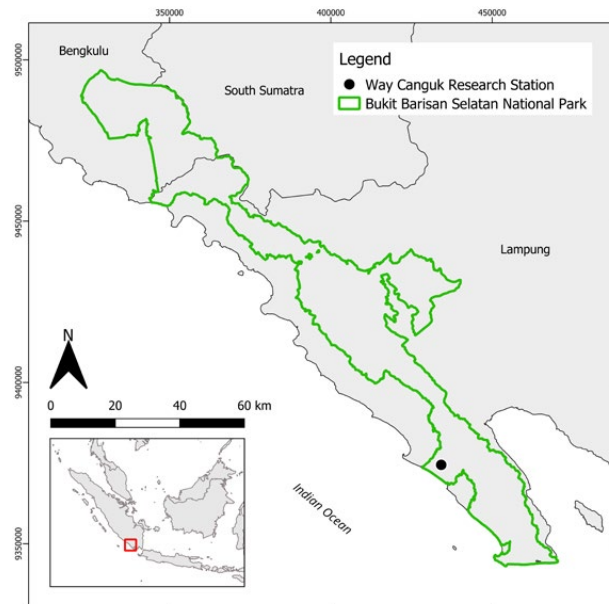 350000 400000 450000
9500000
9450000
9400000
9350000
Bengkulu
South Sumatra
Lampung
Legend
Way Canguk Research Station
Bukit Barisan Selatan National Park
N
0 20 40 60 km
Indian Ocean